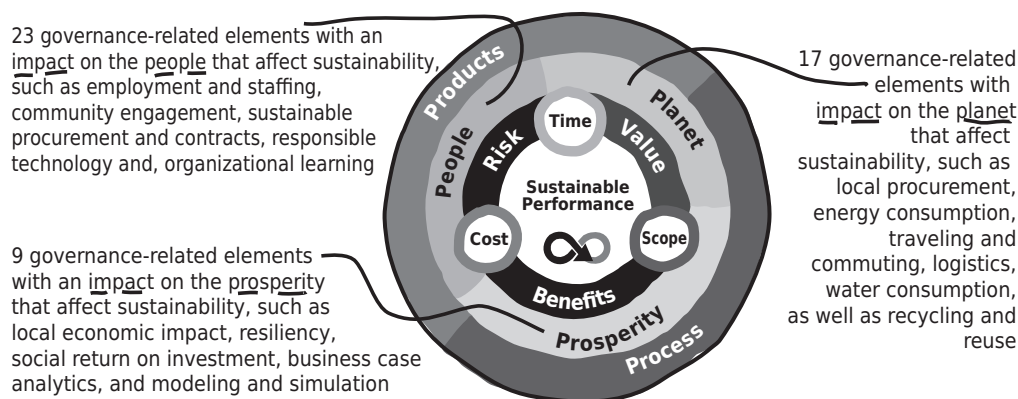 23 governance-related elements with an
impact on the people that affect sustainability,
such as employment and staffing,
community engagement, sustainable
procurement and contracts, responsible
technology and, organizational learning
9 governance-related elements
with an impact on the prosperity
that affect sustainability, such as
local economic impact, resiliency,
social return on investment, business case
analytics, and modeling and simulation
Products
People
Planet
Risk
Time
Value
Sustainable
Performance
Cost
Scope
Benefits
Prosperity
Process
17 governance-related
elements with
impact on the planet
that affect
sustainability, such as
local procurement,
energy consumption,
traveling and
commuting, logistics,
water consumption,
as well as recycling and
reuse